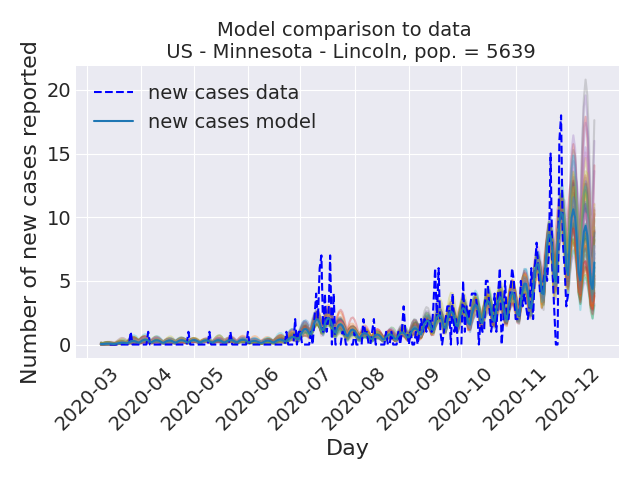 Model comparison to data
US - Minnesota - Lincoln, pop. = 5639
new cases data
new cases model
Number of new cases reported
20
15
10
5
0
2020-03
2020-04
2020-05
2020-06
2020-07
2020-08
2020-09
2020-10
2020-11
2020-12
Day